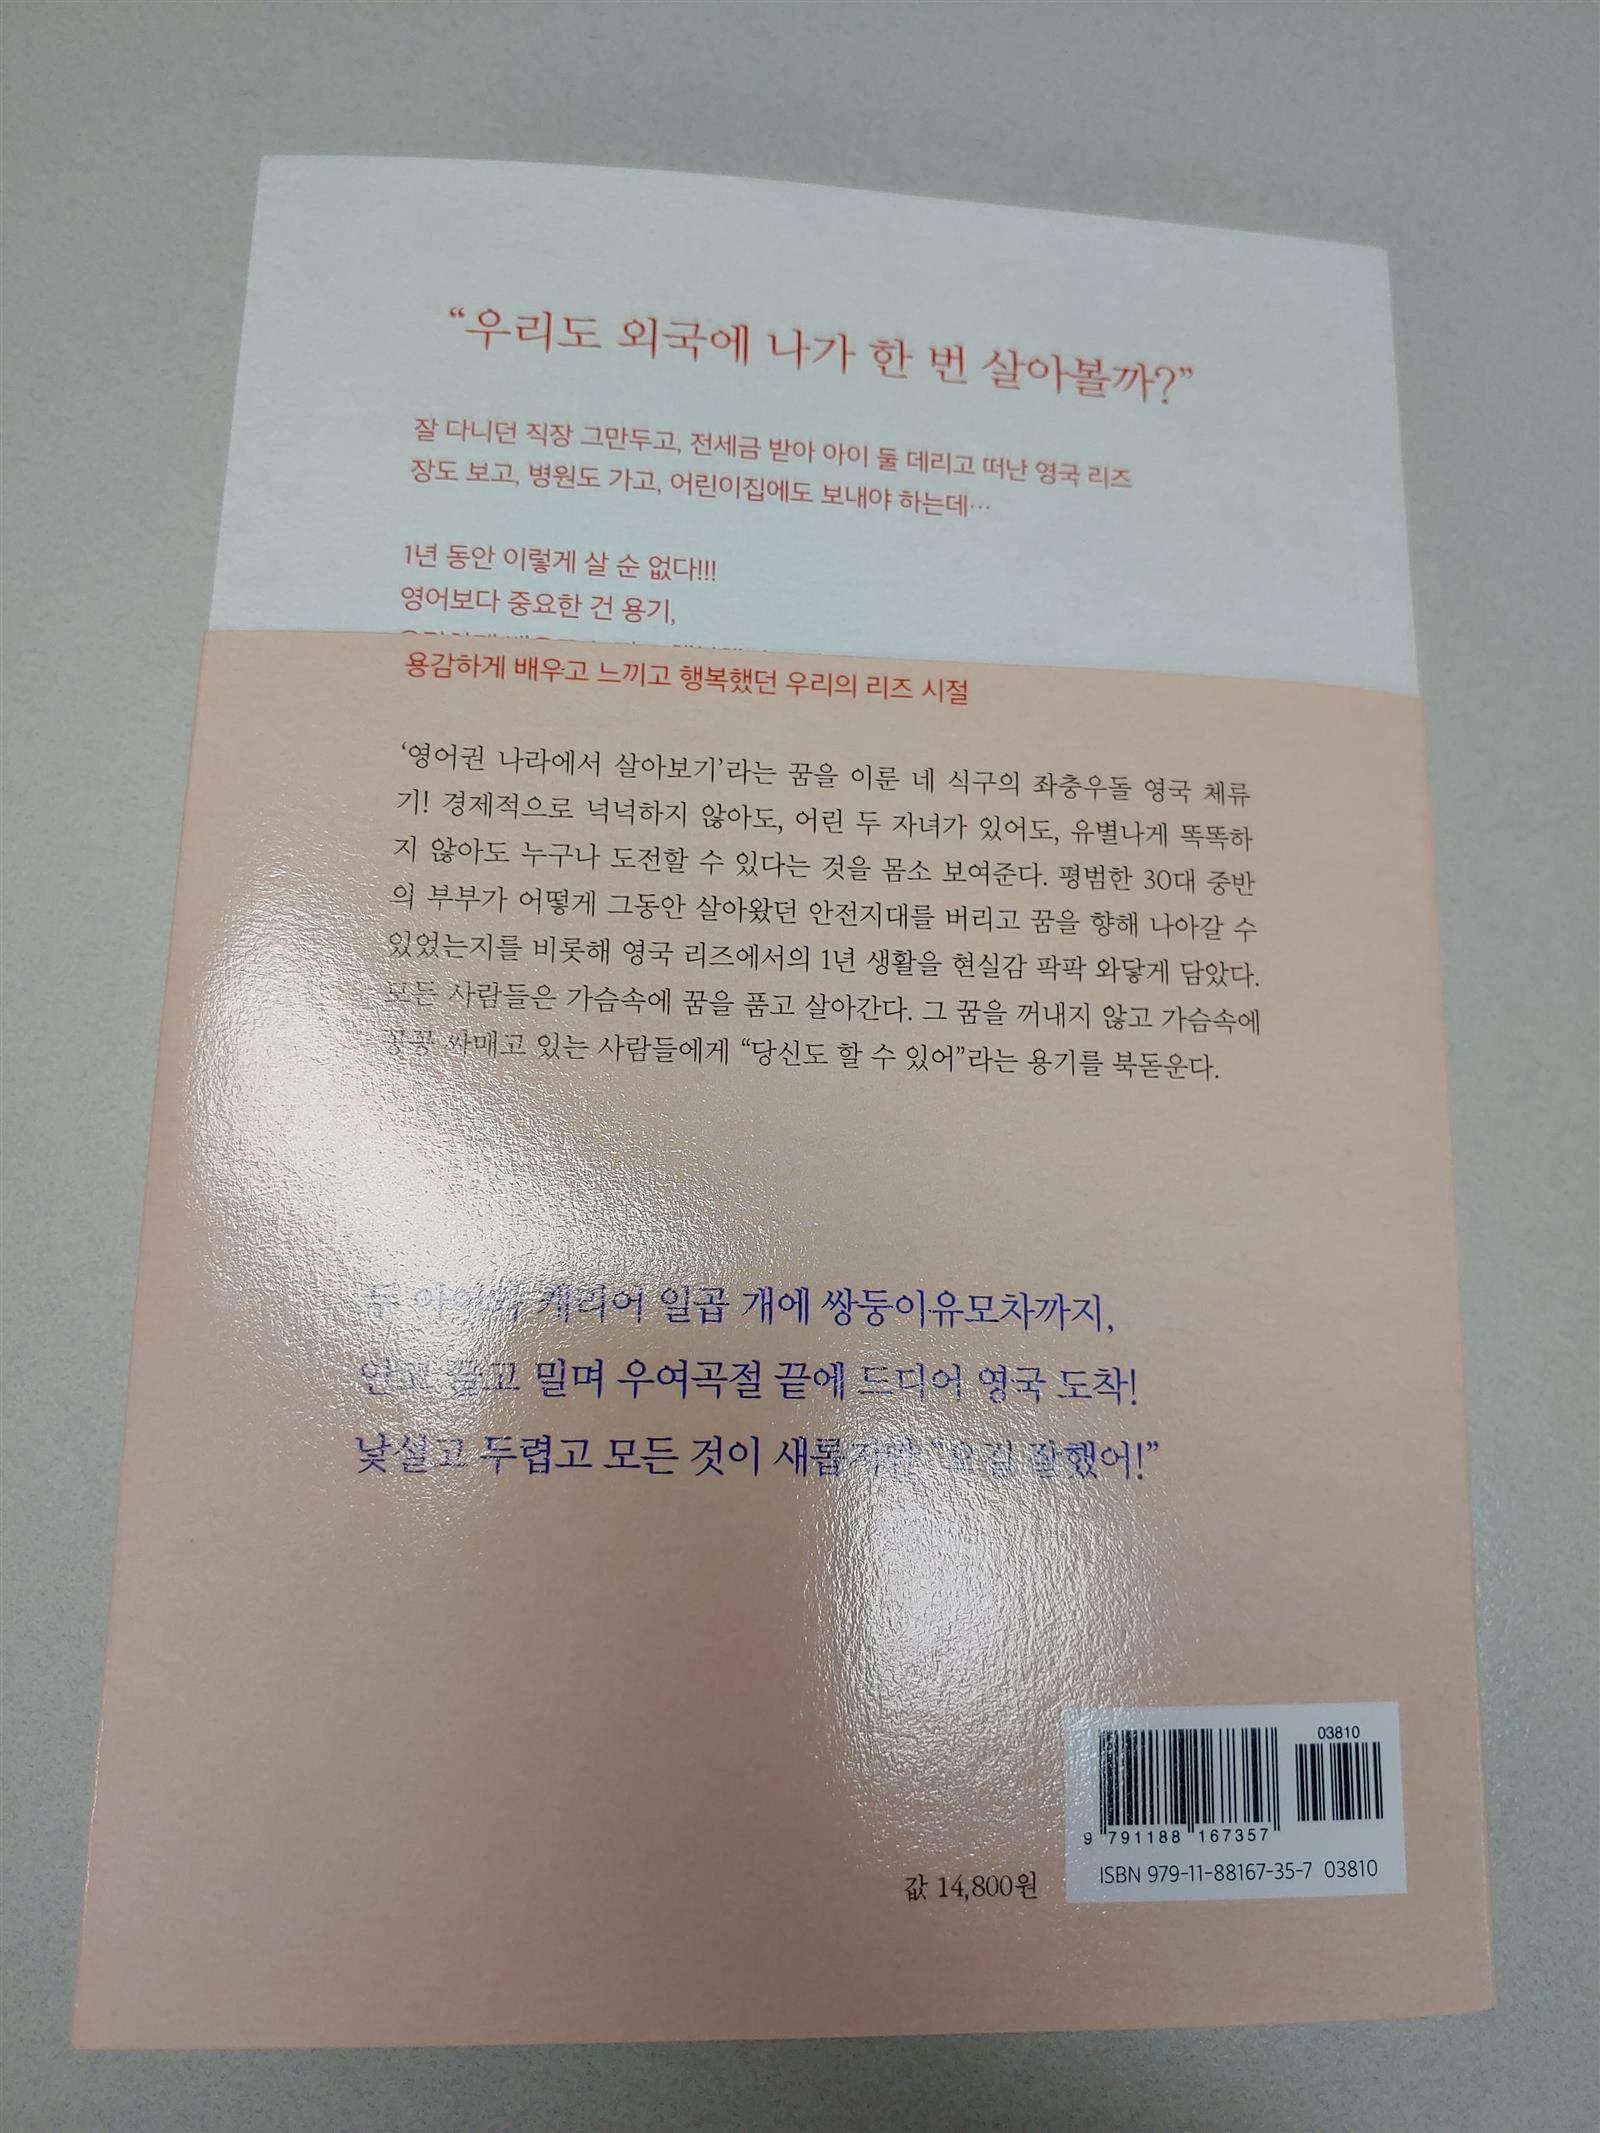 “우리도 외국에 나가 한 번 살아볼까?”
잘 다니던 직장 그만두고, 전세금 받아 아이 둘 데리고 떠난 영국 리즈
장도 보고, 병원도 가고, 어린이집에도 보내야 하는데…
1년 동안 이렇게 살 순 없다!!!
영어보다 중요한 건 용기,
용감하게 배우고 느끼고 행복했던 우리의 리즈 시절
‘영어권 나라에서 살아보기’라는 꿈을 이룬 네 식구의 좌충우돌 영국 체류
기! 경제적으로 넉넉하지 않아도, 어린 두 자녀가 있어도, 유별나게 똑똑하
지 않아도 누구나 도전할 수 있다는 것을 몸소 보여준다. 평범한 30대 중반
의 부부가 어떻게 그동안 살아왔던 안전지대를 버리고 꿈을 향해 나아갈 수
있었는지를 비롯해 영국 리즈에서의 1년 생활을 현실감 팍팍 와닿게 담았다.
모든 사람들은 가슴속에 꿈을 품고 살아간다. 그 꿈을 꺼내지 않고 가슴속에
꽁꽁 싸매고 있는 사람들에게 “당신도 할 수 있어”라는 용기를 북돋운다.
두 아이와 캐리어 일곱 개에 쌍둥이유모차까지,
안고 끌고 밀며 우여곡절 끝에 드디어 영국 도착!
낯설고 두렵고 모든 것이 새롭지만 “오길 잘했어!”
03810
9 791188 167357
ISBN 979-11-88167-35-7 03810
값 14,800원